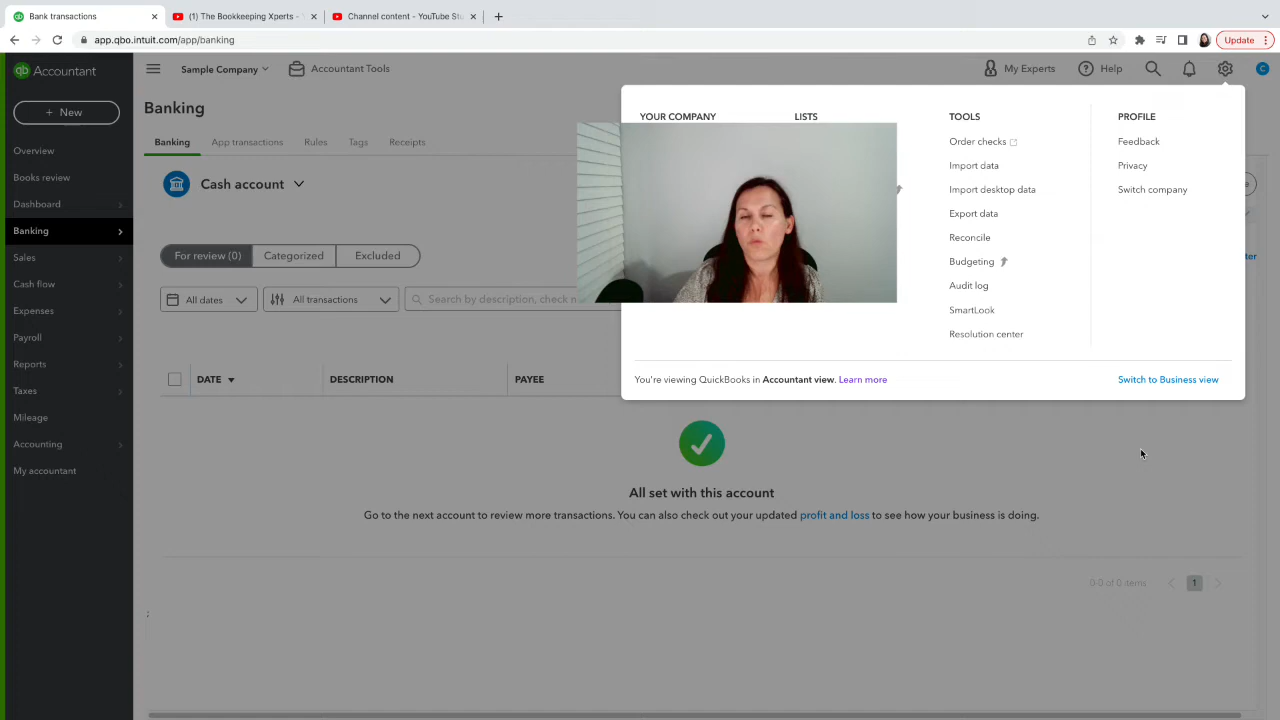 Bank transactions
(1) The Bookkeeping Xperts -
Channel content - YouTube Stu
app.qbo.intuit.com/app/banking
Update
qb Accountant
Sample Company
Accountant Tools
My Experts
Help
C
+ New
Overview
Books review
Dashboard
Banking
Sales
Cash flow
Expenses
Payroll
Reports
Taxes
Mileage
Accounting
My accountant
Banking
Banking
App transactions
Rules
Tags
Receipts
Cash account
For review (0)
Categorized
Excluded
All dates
All transactions
Search by description, check n
DATE
DESCRIPTION
PAYEE
YOUR COMPANY
LISTS
TOOLS
Order checks
Import data
Import desktop data
Export data
Reconcile
Budgeting
Audit log
SmartLook
Resolution center
PROFILE
Feedback
Privacy
Switch company
You're viewing QuickBooks in Accountant view. Learn more
Switch to Business view
All set with this account
Go to the next account to review more transactions. You can also check out your updated profit and loss to see how your business is doing.
0-0 of 0 items
1